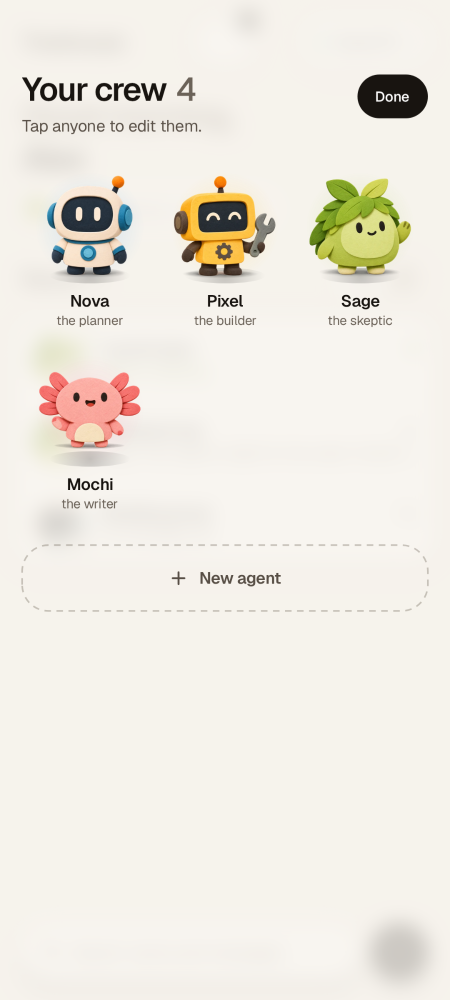 Your crew 4
Done
Tap anyone to edit them.
Nova
the planner
Pixel
the builder
Sage
the skeptic
Mochi
the writer
+ New agent